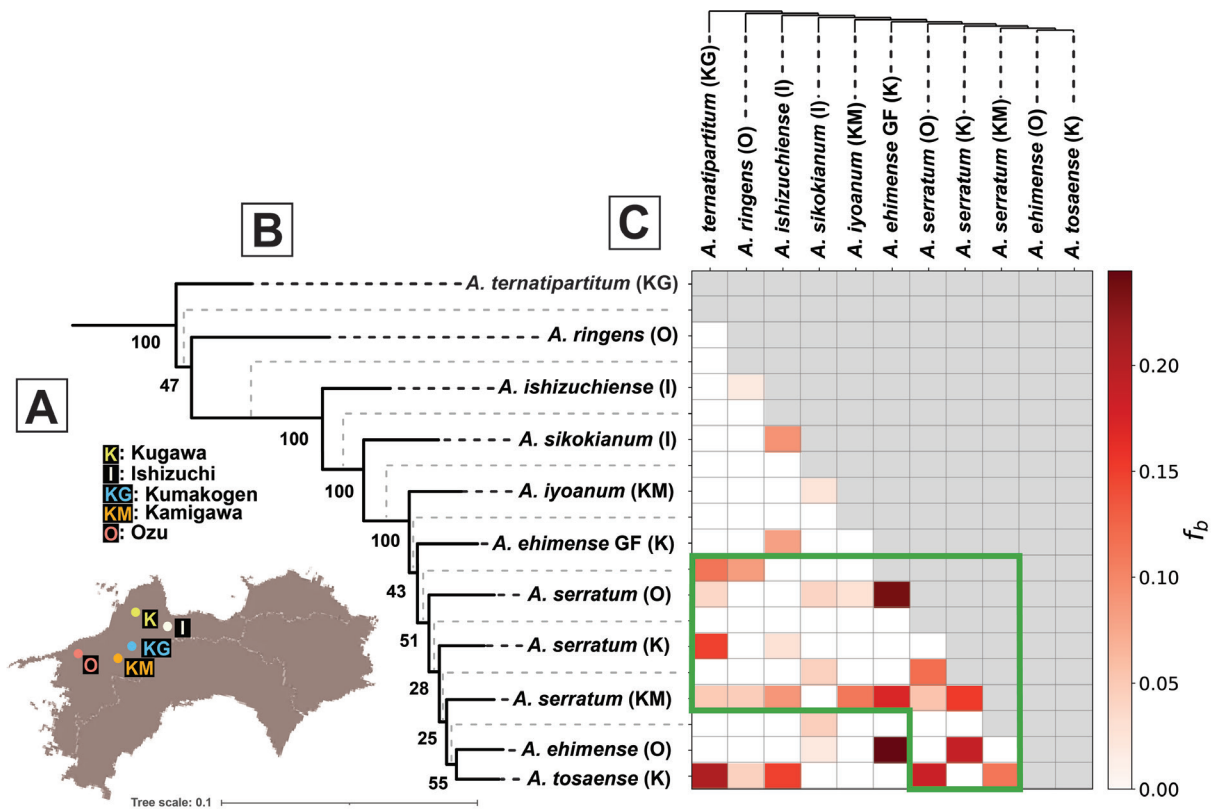 A. ternatipartitum (KG)
A. ringens (O)
A. ishizuchiense (I)
A. sikokianum (I)
A. iyoanum (KM)
A. ehimense GF (K)
A. serratum (O)
A. serratum (K)
A. serratum (KM)
A. ehimense (O)
A. tosaense (K)
B
C
A. ternatipartitum (KG)
100
A. ringens (O)
47
A. ishizuchiense (I)
A
100
A. sikokianum (I)
K: Kugawa
I: Ishizuchi
KG: Kumakogen
KM: Kamigawa
O: Ozu
100
A. iyoanum (KM)
100
A. ehimense GF (K)
43
A. serratum (O)
51
A. serratum (K)
28
A. serratum (KM)
25
A. ehimense (O)
55
A. tosaense (K)
K
I
KG
O
KM
Tree scale: 0.1
0.20
0.15
0.10
0.05
0.00
fb